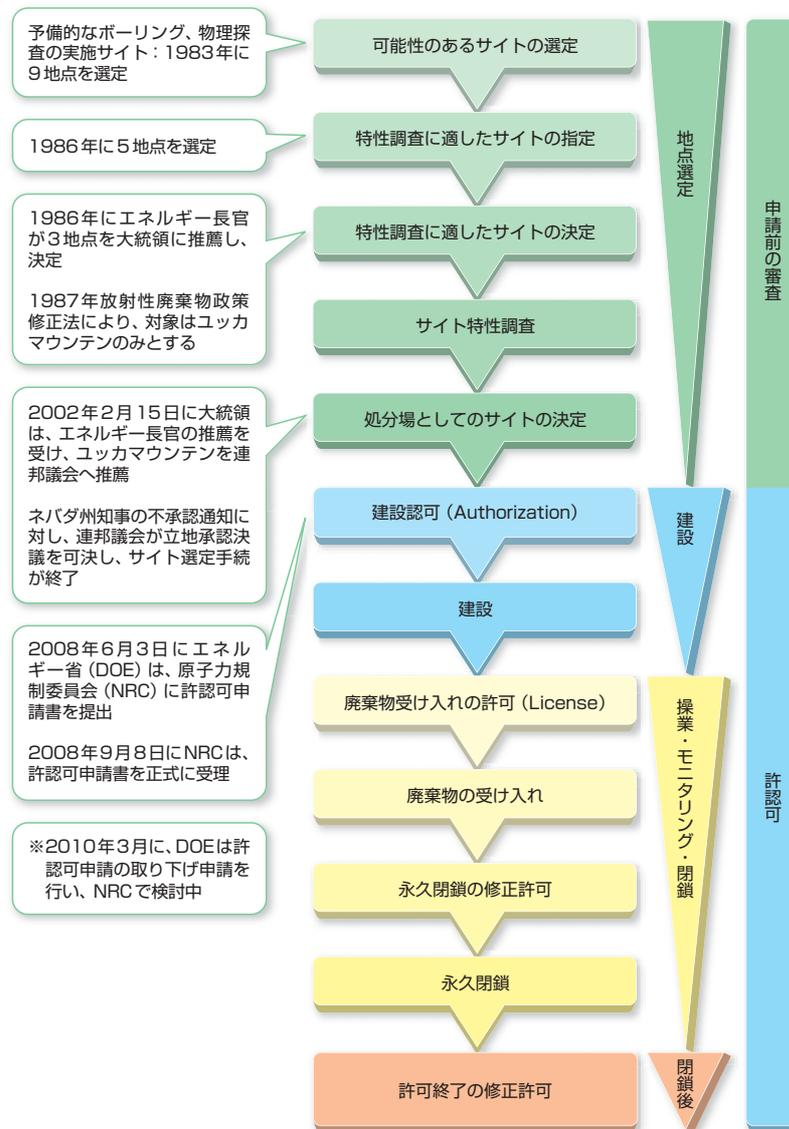 予備的なボーリング、物理探
査の実施サイト：1983年に
9地点を選定
1986年に5地点を選定
1986年にエネルギー長官
が3地点を大統領に推薦し、
決定
1987年放射性廃棄物政策
修正法により、対象はユッカ
マウンテンのみとする
2002年2月15日に大統領
は、エネルギー長官の推薦を
受け、ユッカマウンテンを連
邦議会へ推薦
ネバダ州知事の不承認通知に
対し、連邦議会が立地承認決
議を可決し、サイト選定手続
が終了
2008年6月3日にエネル
ギー省（DOE）は、原子力規
制委員会（NRC）に許認可申
請書を提出
2008年9月8日にNRCは、
許認可申請書を正式に受理
※2010年3月に、DOEは許
認可申請の取り下げ申請を
行い、NRCで検討中
可能性のあるサイトの選定
特性調査に適したサイトの指定
特性調査に適したサイトの決定
サイト特性調査
処分場としてのサイトの決定
建設認可（Authorization）
建設
廃棄物受け入れの許可（License）
廃棄物の受け入れ
永久閉鎖の修正許可
永久閉鎖
許可終了の修正許可
地点選定
建設
操業・モニタリング・閉鎖
閉鎖後
申請前の審査
許認可